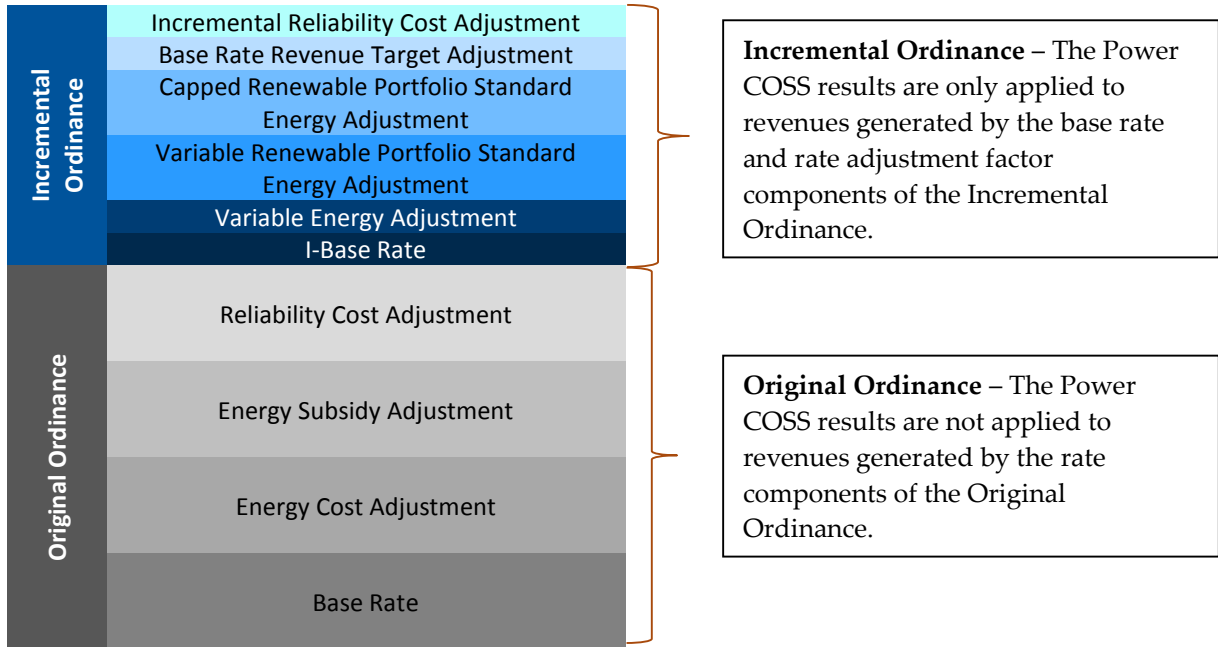 Incremental
Ordinance
Incremental Reliability Cost Adjustment
Base Rate Revenue Target Adjustment
Capped Renewable Portfolio Standard
Energy Adjustment
Variable Renewable Portfolio Standard
Energy Adjustment
Variable Energy Adjustment
I-Base Rate
Incremental Ordinance – The Power
COSS results are only applied to
revenues generated by the base rate
and rate adjustment factor
components of the Incremental
Ordinance.
Original Ordinance
Reliability Cost Adjustment
Energy Subsidy Adjustment
Energy Cost Adjustment
Base Rate
Original Ordinance – The Power
COSS results are not applied to
revenues generated by the rate
components of the Original
Ordinance.